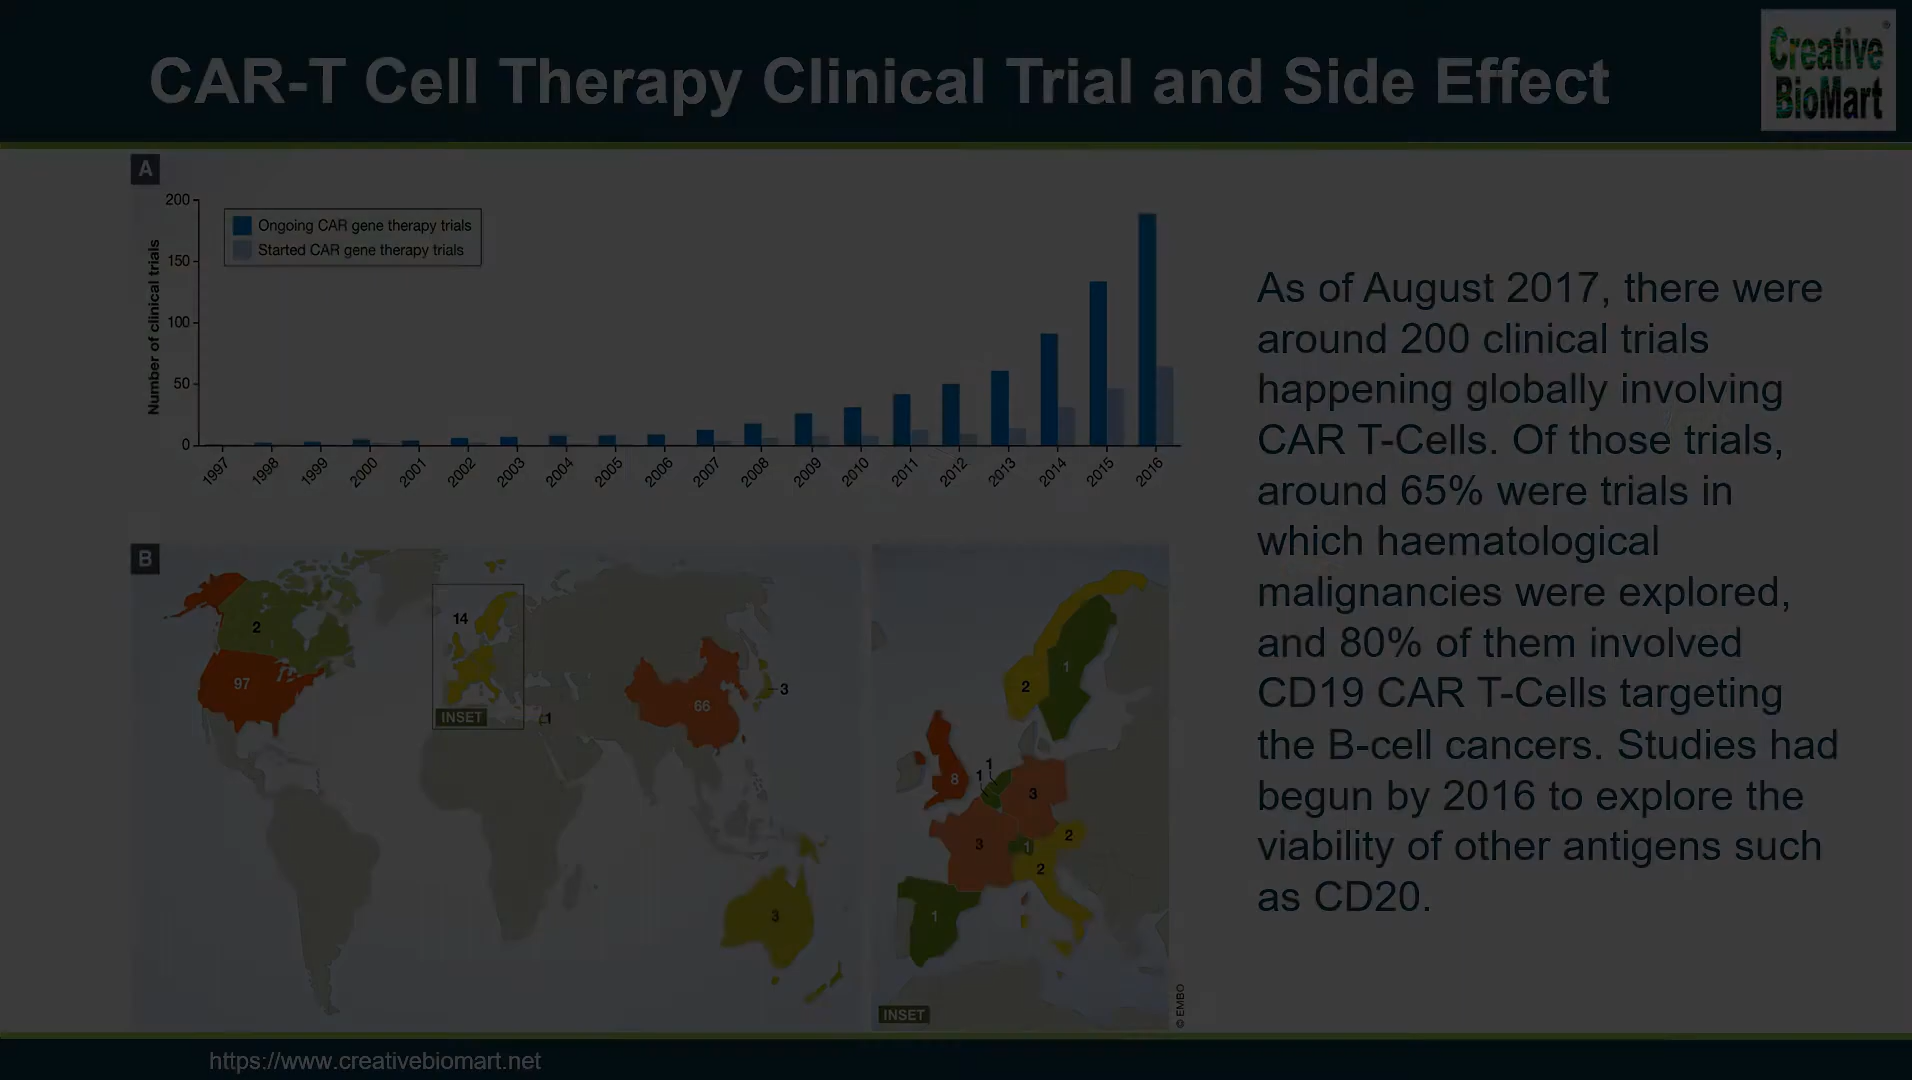 CAR-T Cell Therapy Clinical Trial and Side Effect
Creative®
BioMart
A
200
150
100
50
0
Number of clinical trials
Ongoing CAR gene therapy trials
Started CAR gene therapy trials
1997
1998
1999
2000
2001
2002
2003
2004
2005
2006
2007
2008
2009
2010
2011
2012
2013
2014
2015
2016
B
2
97
14
INSET
1
66
3
3
2
1
8
1
1
3
3
1
2
2
1
INSET
© EMBO
As of August 2017, there were
around 200 clinical trials
happening globally involving
CAR T-Cells. Of those trials,
around 65% were trials in
which haematological
malignancies were explored,
and 80% of them involved
CD19 CAR T-Cells targeting
the B-cell cancers. Studies had
begun by 2016 to explore the
viability of other antigens such
as CD20.
https://www.creativebiomart.net